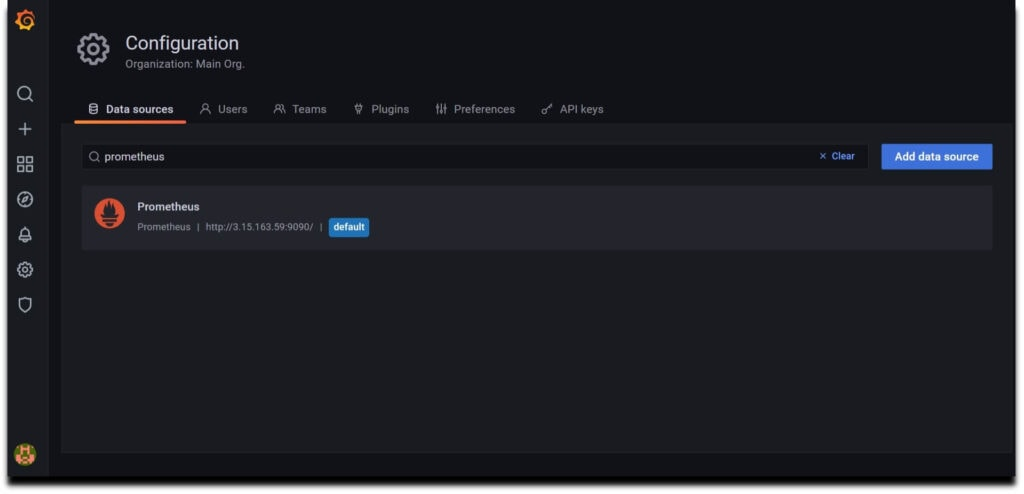 Configuration
Organization: Main Org.
Data sources Users Teams Plugins Preferences API keys
prometheus × Clear Add data source
Prometheus
Prometheus | http://3.15.163.59:9090/ | default